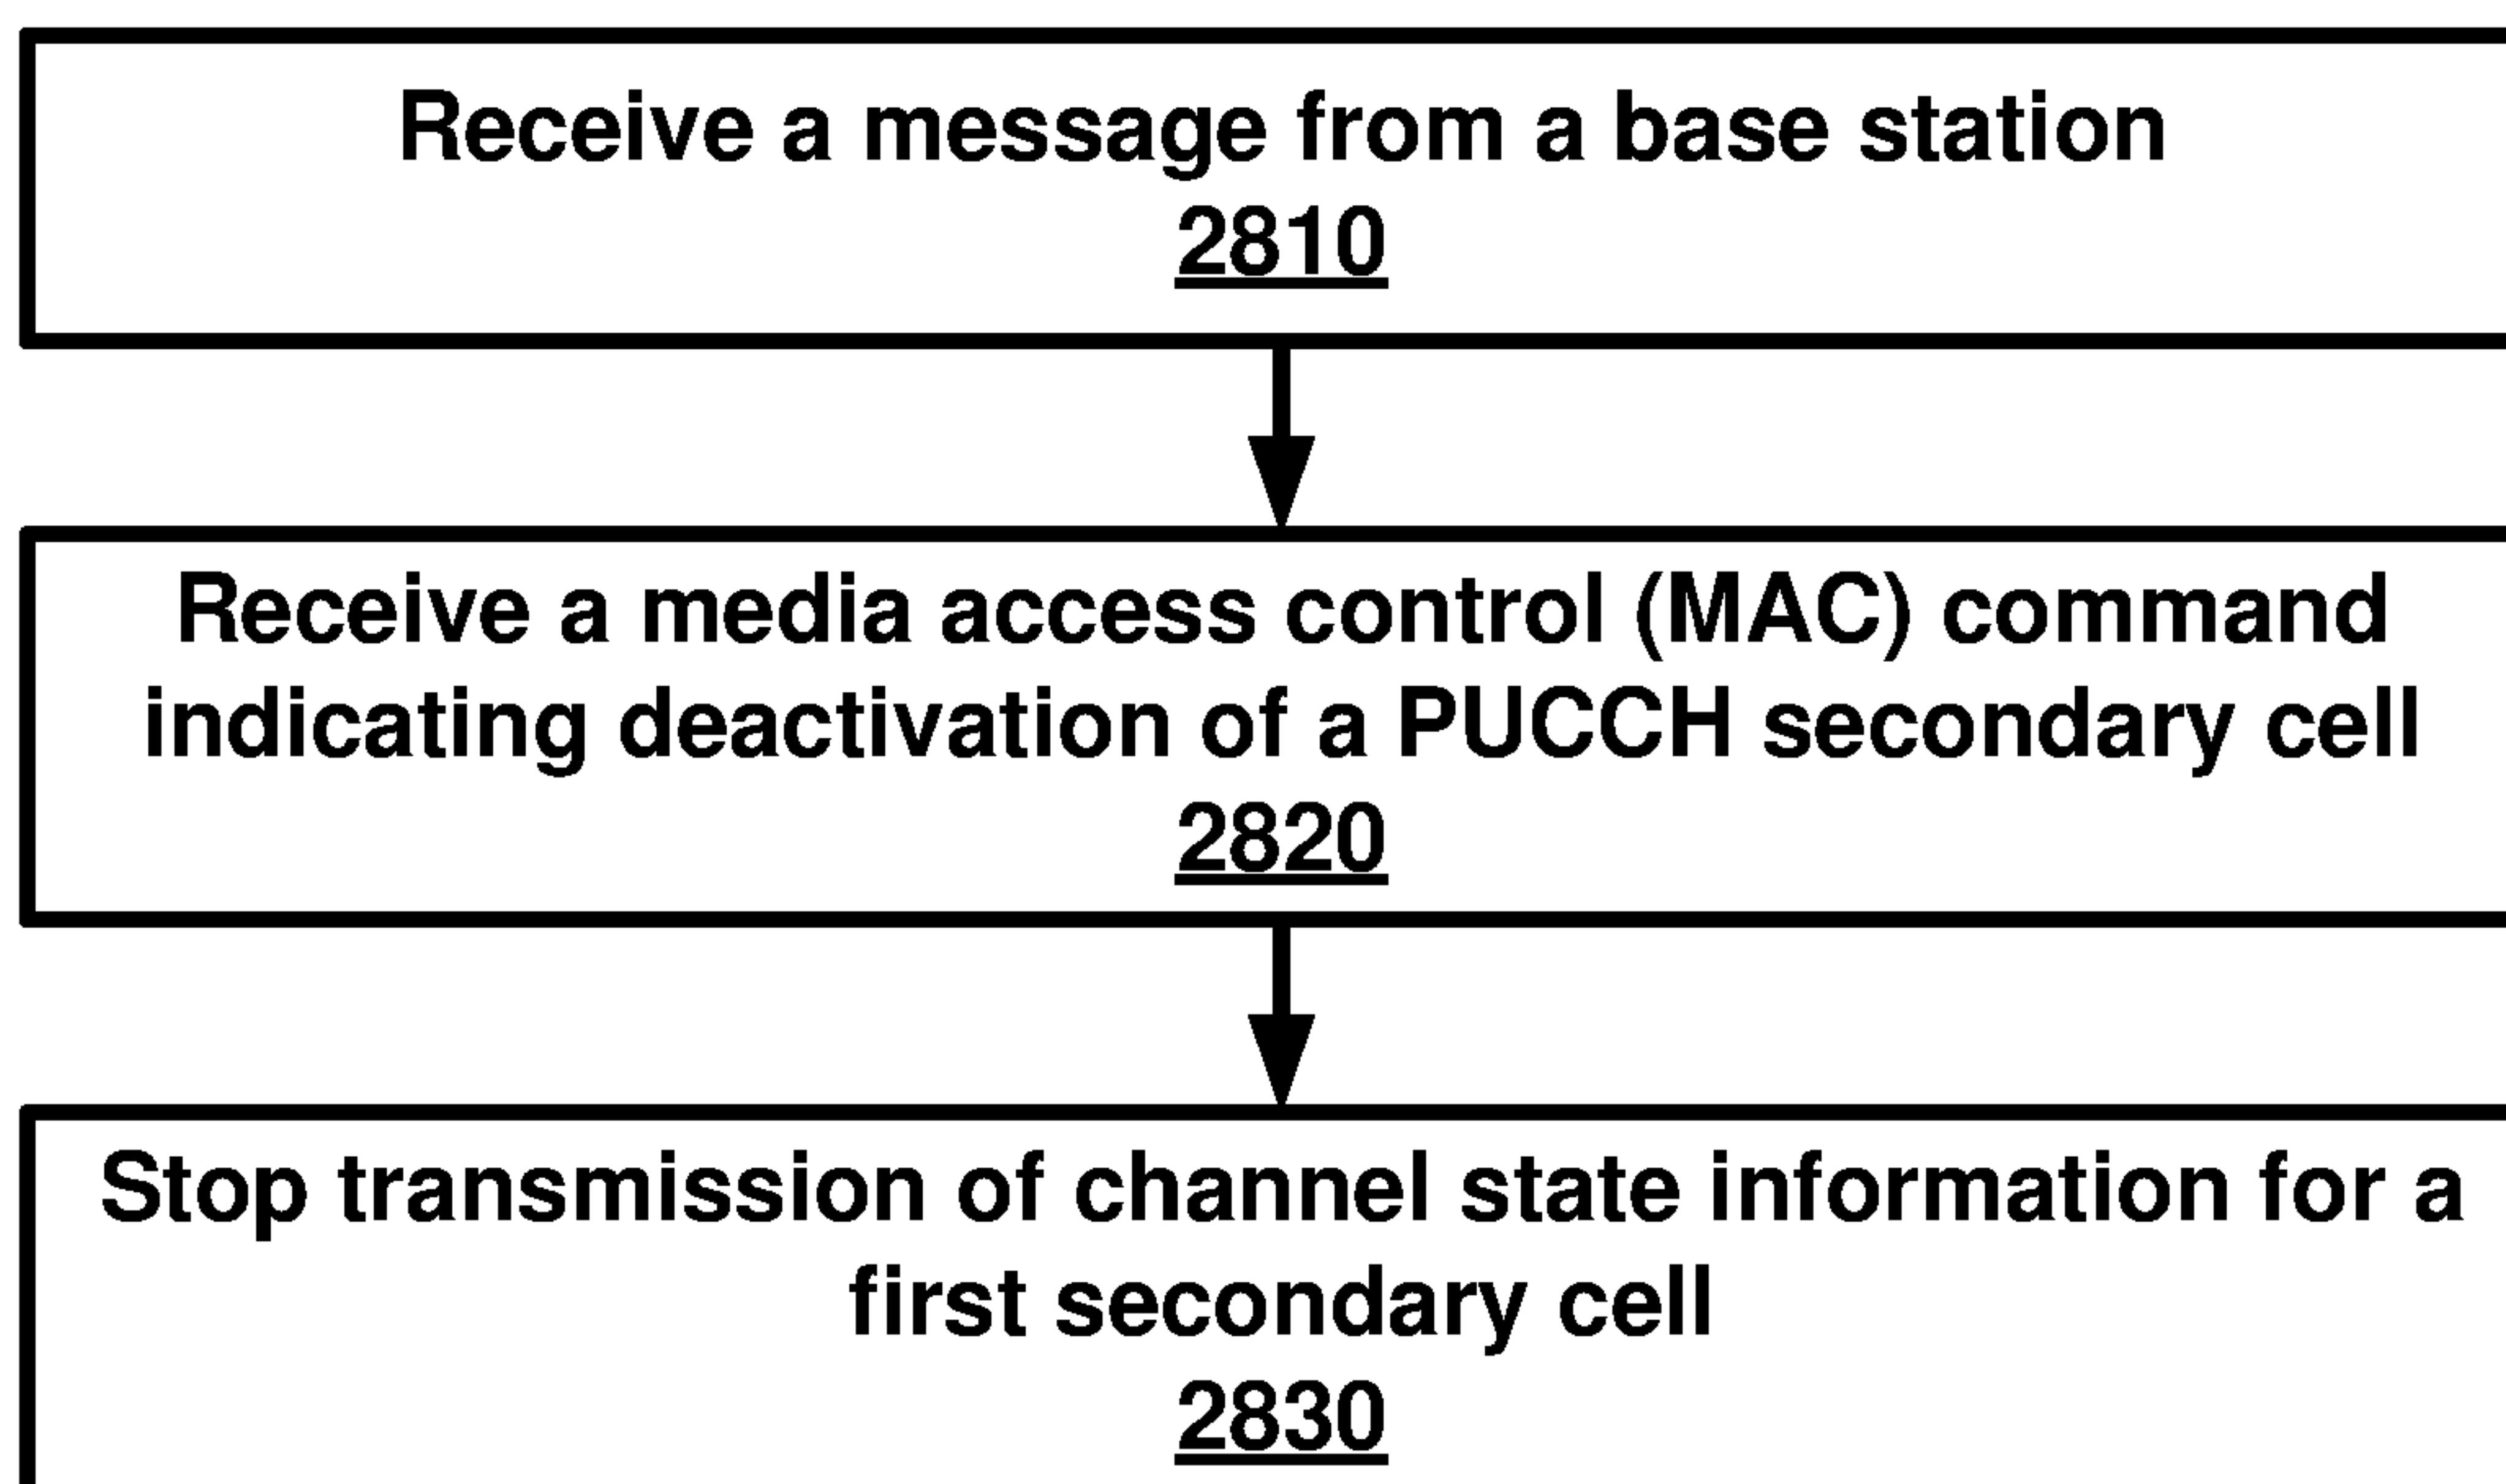 Receive a message from a base station
2810
Receive a media access control (MAC) command
indicating deactivation of a PUCCH secondary cell
2820
Stop transmission of channel state information for a
first secondary cell
2830